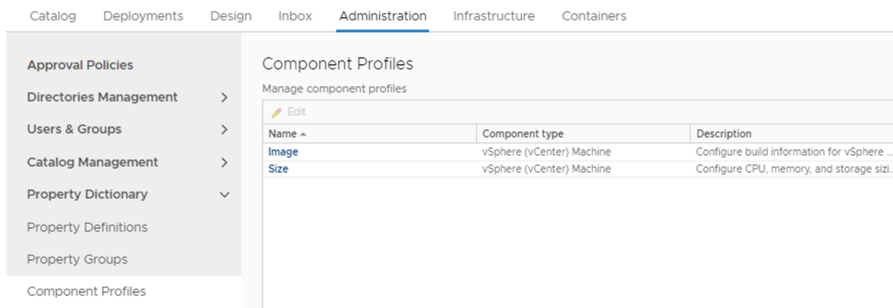 Catalog Deployments Design Inbox Administration Infrastructure Containers
Approval Policies
Directories Management
Users & Groups
Catalog Management
Property Dictionary
Property Definitions
Property Groups
Component Profiles
Component Profiles
Manage component profiles
Edit
Name Component type Description
Image vSphere (vCenter) Machine Configure build information for vSphere ...
Size vSphere (vCenter) Machine Configure CPU, memory, and storage sizi...